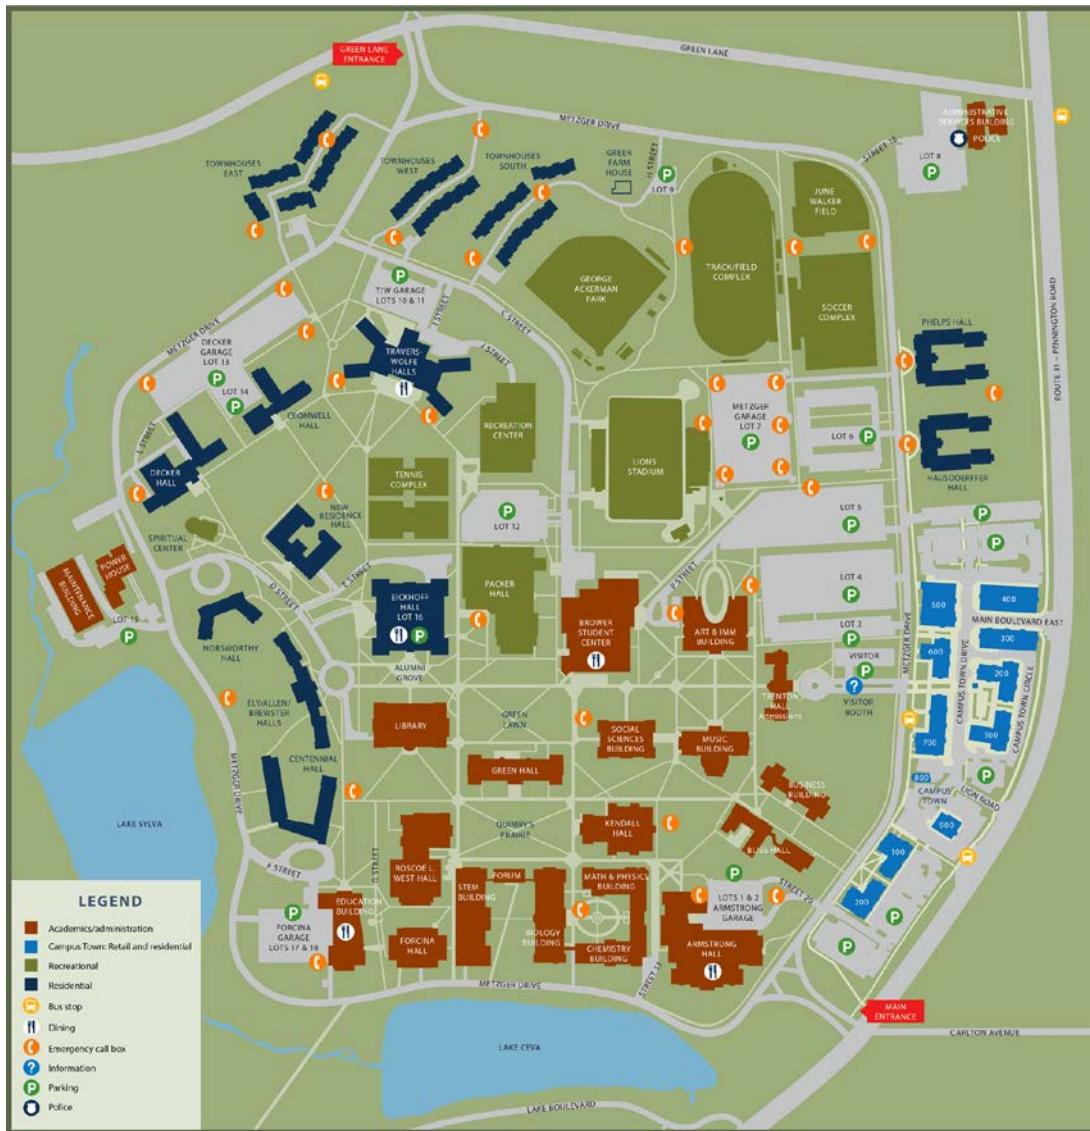 GREEN LANE
ENTRANCE
GREEN LANE
METZGER DRIVE
ADMINISTRATIVE
SERVICES BUILDING
POLICE
STREET 18
LOT 8
TOWNHOUSES
EAST
TOWNHOUSES
WEST
TOWNHOUSES
SOUTH
GREEN
FARM
HOUSE
H STREET
LOT 9
JUNE
WALKER
FIELD
TRACK/FIELD
COMPLEX
GEORGE
ACKERMAN
PARK
SOCCER
COMPLEX
ROUTE 31 – PENNINGTON ROAD
T/W GARAGE
LOTS 10 & 11
C STREET
J STREET
METZGER DRIVE
DECKER
GARAGE
LOT 13
LOT 14
TRAVERS-
WOLFE
HALLS
PHELPS HALL
CROMWELL
HALL
L STREET
DECKER
HALL
RECREATION
CENTER
METZGER
GARAGE
LOT 7
LOT 6
LIONS
STADIUM
HAUSDOERFFER
HALL
TENNIS
COMPLEX
NEW
RESIDENCE
HALL
LOT 12
LOT 5
SPIRITUAL
CENTER
POWER
HOUSE
MAINTENANCE
BUILDING
LOT 15
D STREET
E STREET
EICKHOFF
HALL
LOT 16
PACKER
HALL
BROWER
STUDENT
CENTER
ART & IMM
BUILDING
LOT 4
LOT 3
VISITOR
VISITOR
BOOTH
METZGER DRIVE
500
400
MAIN BOULEVARD EAST
300
600
200
CAMPUS TOWN DRIVE
CAMPUS TOWN CIRCLE
700
100
800
CAMPUS
TOWN
LION ROAD
900
100
200
NORSWORTHY
HALL
ALUMNI
GROVE
ELY/ALLEN/
BREWSTER
HALLS
LIBRARY
GREEN
LAWN
SOCIAL
SCIENCES
BUILDING
MUSIC
BUILDING
TRENTON
HALL
Admissions
METZGER DRIVE
CENTENNIAL
HALL
GREEN HALL
BUSINESS
BUILDING
LAKE SYLVA
QUIMBY'S
PRAIRIE
KENDALL
HALL
BLISS HALL
F STREET
G STREET
ROSCOE L.
WEST HALL
STEM
BUILDING
FORUM
MATH & PHYSICS
BUILDING
LOTS 1 & 2
ARMSTRONG
GARAGE
STREET 20
EDUCATION
BUILDING
FORCINA
GARAGE
LOTS 17 & 18
FORCINA
HALL
BIOLOGY
BUILDING
CHEMISTRY
BUILDING
ARMSTRONG
HALL
METZGER DRIVE
MAIN
ENTRANCE
CARLTON AVENUE
LAKE CEVA
LAKE BOULEVARD
LEGEND
Academics/administration
Campus Town: Retail and residential
Recreational
Residential
Bus stop
Dining
Emergency call box
Information
Parking
Police